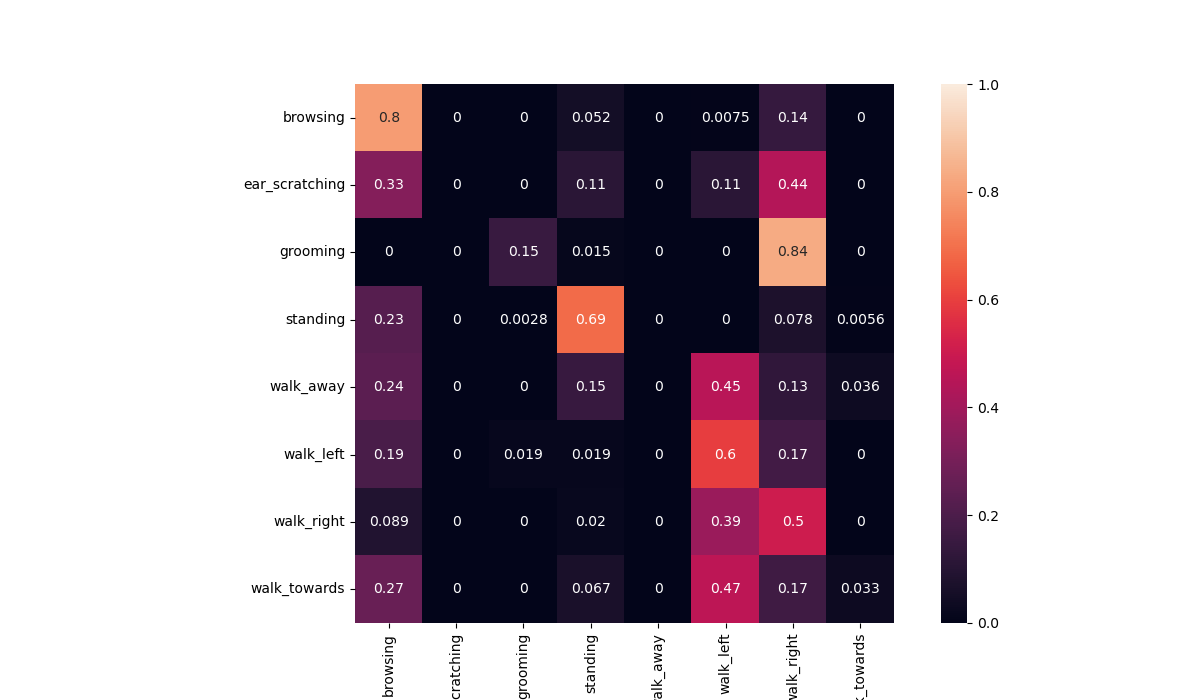 browsing 0.8 0 0 0.052 0 0.0075 0.14 0
ear_scratching 0.33 0 0 0.11 0 0.11 0.44 0
grooming 0 0 0.15 0.015 0 0 0.84 0
standing 0.23 0 0.0028 0.69 0 0 0.078 0.0056
walk_away 0.24 0 0 0.15 0 0.45 0.13 0.036
walk_left 0.19 0 0.019 0.019 0 0.6 0.17 0
walk_right 0.089 0 0 0.02 0 0.39 0.5 0
walk_towards 0.27 0 0 0.067 0 0.47 0.17 0.033
browsing
cratching
grooming
standing
alk_away
walk_left
walk_right
_towards
1.0
0.8
0.6
0.4
0.2
0.0